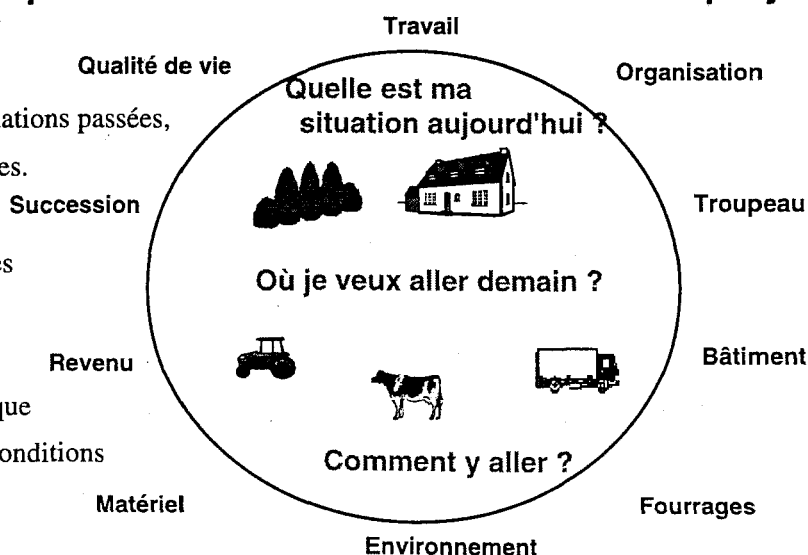 Travail
Qualité de vie
Organisation
Quelle est ma
situation aujourd'hui ?
ations passées,
es.
Succession
Troupeau
es
Où je veux aller demain ?
Revenu
Bâtiment
que
onditions
Comment y aller ?
Matériel
Fourrages
Environnement